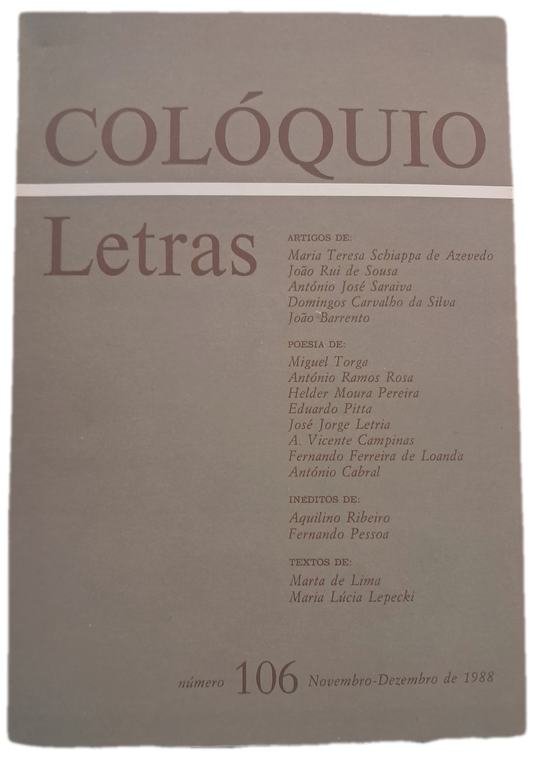 COLÓQUIO
Letras
ARTIGOS DE:
Maria Teresa Schiappa de Azevedo
João Rui de Sousa
António José Saraiva
Domingos Carvalho da Silva
João Barrento
POESIA DE:
Miguel Torga
António Ramos Rosa
Helder Moura Pereira
Eduardo Pitta
José Jorge Letria
A. Vicente Campinas
Fernando Ferreira de Loanda
António Cabral
INÉDITOS DE:
Aquilino Ribeiro
Fernando Pessoa
TEXTOS DE:
Marta de Lima
Maria Lúcia Lepecki
número 106 Novembro-Dezembro de 1988